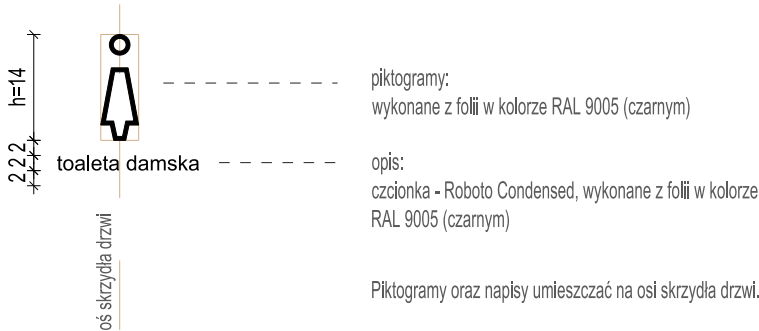 h=14
2 2 2
toaleta damska
oś skrzydła drzwi
piktogramy:
wykonane z folii w kolorze RAL 9005 (czarnym)
opis:
czcionka - Roboto Condensed, wykonane z folii w kolorze
RAL 9005 (czarnym)
Piktogramy oraz napisy umieszczać na osi skrzydła drzwi.